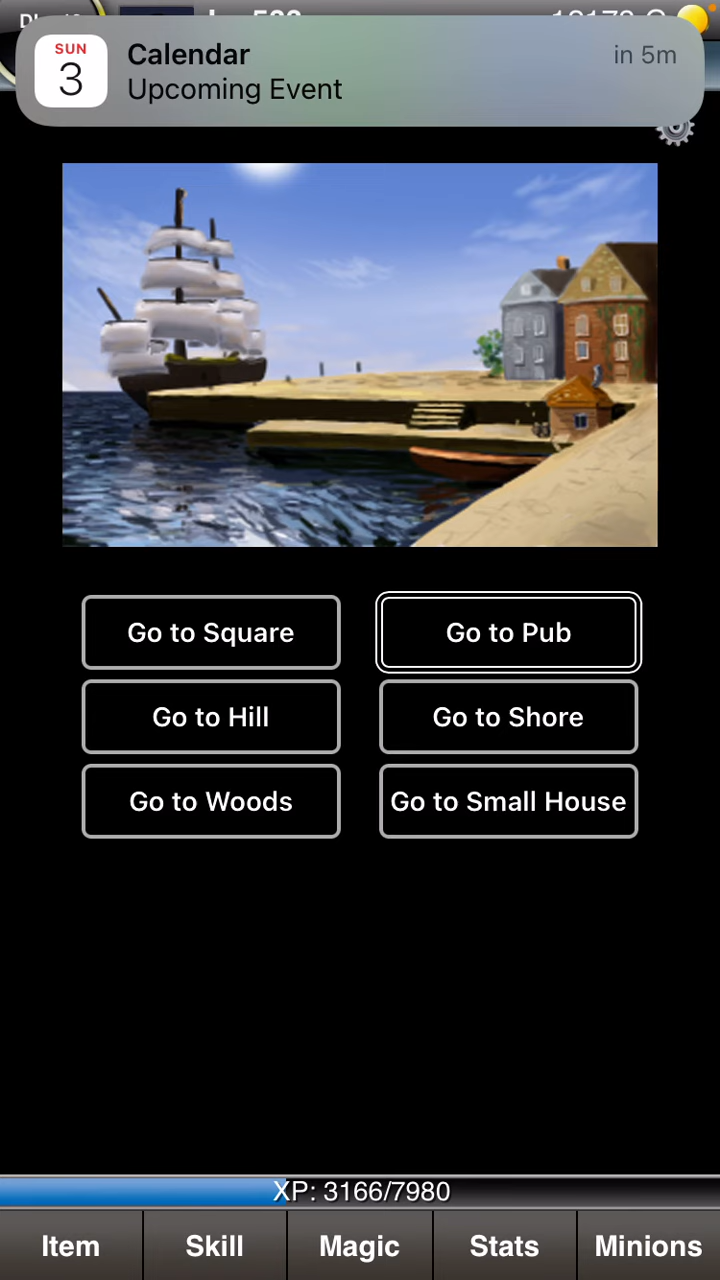 SUN
3
Calendar
in 5m
Upcoming Event
Go to Square
Go to Pub
Go to Hill
Go to Shore
Go to Woods
Go to Small House
XP: 3166/7980
Item
Skill
Magic
Stats
Minions